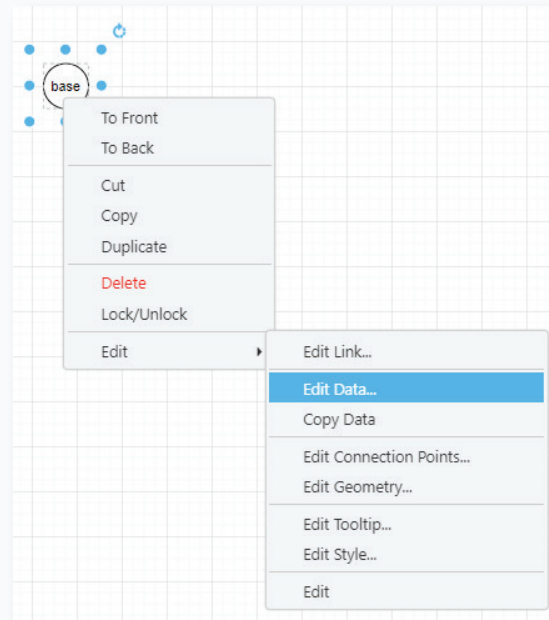 base
To Front
To Back
Cut
Copy
Duplicate
Delete
Lock/Unlock
Edit
Edit Link...
Edit Data...
Copy Data
Edit Connection Points...
Edit Geometry...
Edit Tooltip...
Edit Style...
Edit